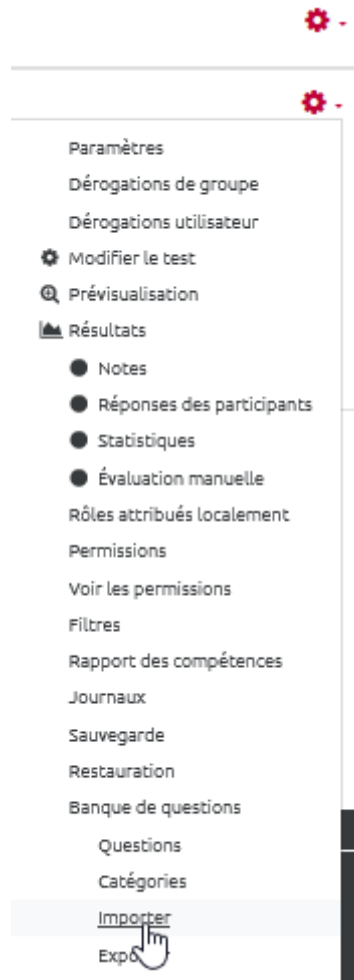 Paramètres
Dérogations de groupe
Dérogations utilisateur
Modifier le test
Prévisualisation
Résultats
Notes
Réponses des participants
Statistiques
Évaluation manuelle
Rôles attribués localement
Permissions
Voir les permissions
Filtres
Rapport des compétences
Journaux
Sauvegarde
Restauration
Banque de questions
Questions
Catégories
Importer